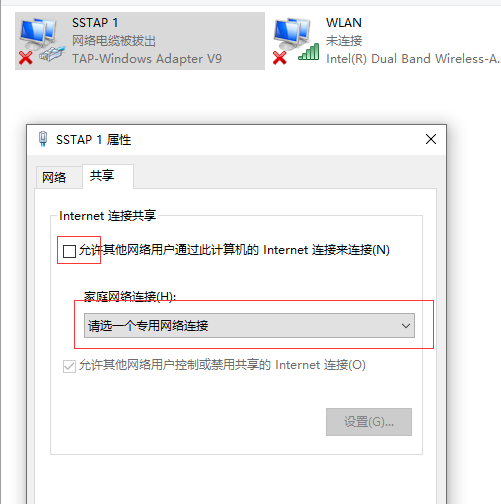 SSTAP 1
网络电缆被拔出
TAP-Windows Adapter V9
WLAN
未连接
Intel(R) Dual Band Wireless-A...
SSTAP 1 属性
网络
共享
Internet 连接共享
允许其他网络用户通过此计算机的 Internet 连接来连接(N)
家庭网络连接(H):
请选一个专用网络连接
允许其他网络用户控制或禁用共享的 Internet 连接(O)
设置(G)...